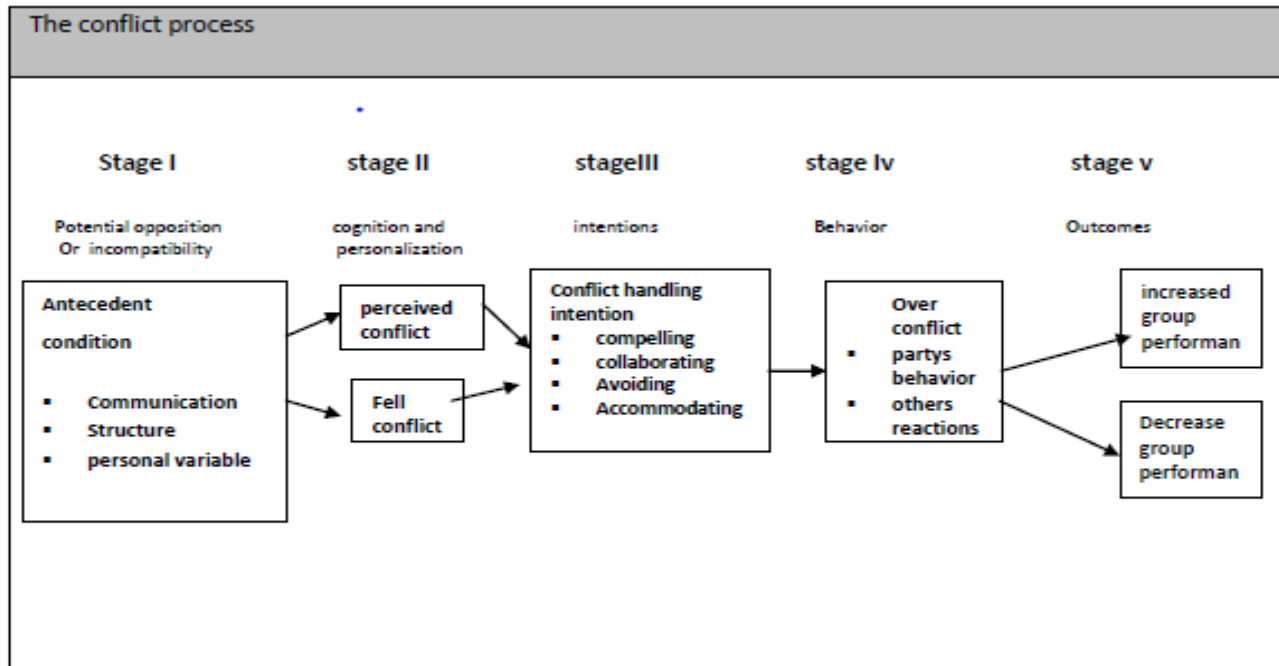 The conflict process
Stage I
stage II
stageIII
stage Iv
stage v
Potential opposition
Or incompatibility
cognition and
personalization
intentions
Behavior
Outcomes
Antecedent
condition
▪ Communication
▪ Structure
▪ personal variable
perceived
conflict
Fell
conflict
Conflict handling
intention
▪ compelling
▪ collaborating
▪ Avoiding
▪ Accommodating
Over
conflict
▪ partys
behavior
▪ others
reactions
increased
group
performan
Decrease
group
performan